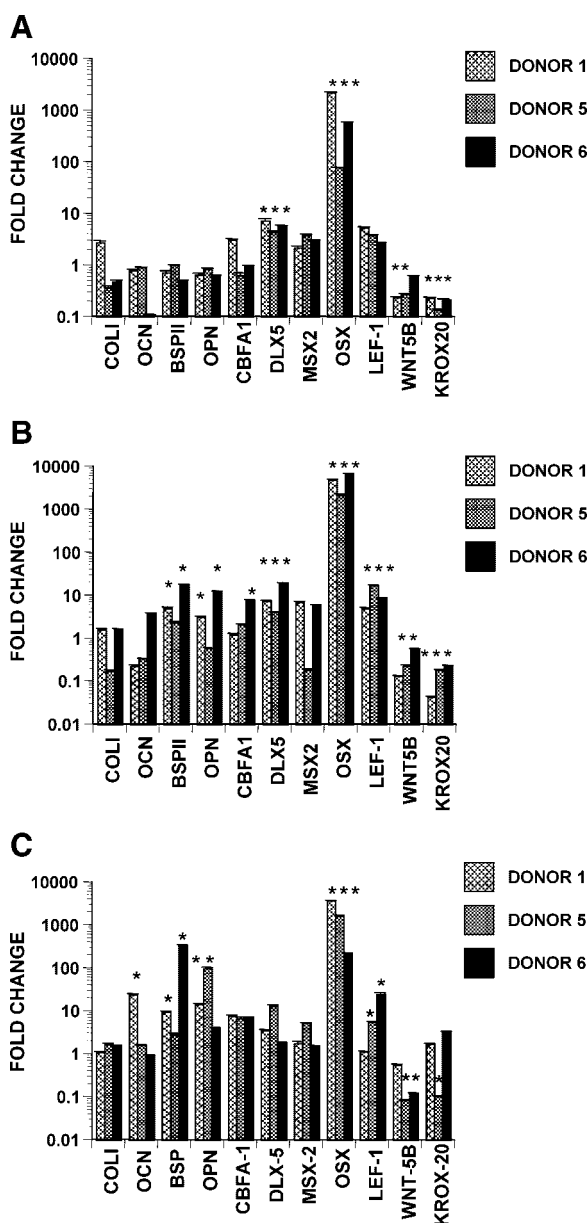 A
FOLD CHANGE
10000
1000
100
10
1
0.1
* * *
* * *
* *
* * *
COLI
OCN
BSPII
OPN
CBFA1
DLX5
MSX2
OSX
LEF-1
WNT5B
KROX20
DONOR 1
DONOR 5
DONOR 6
B
FOLD CHANGE
10000
1000
100
10
1
0.1
0.01
*
*
*
*
*
* * *
* * *
* * *
* *
* * *
COLI
OCN
BSPII
OPN
CBFA1
DLX5
MSX2
OSX
LEF-1
WNT5B
KROX20
DONOR 1
DONOR 5
DONOR 6
C
FOLD CHANGE
10000
1000
100
10
1
0.1
0.01
*
*
*
* *
* * *
*
*
* *
*
COLI
OCN
BSP
OPN
CBFA-1
DLX-5
MSX-2
OSX
LEF-1
WNT-5B
KROX-20
DONOR 1
DONOR 5
DONOR 6